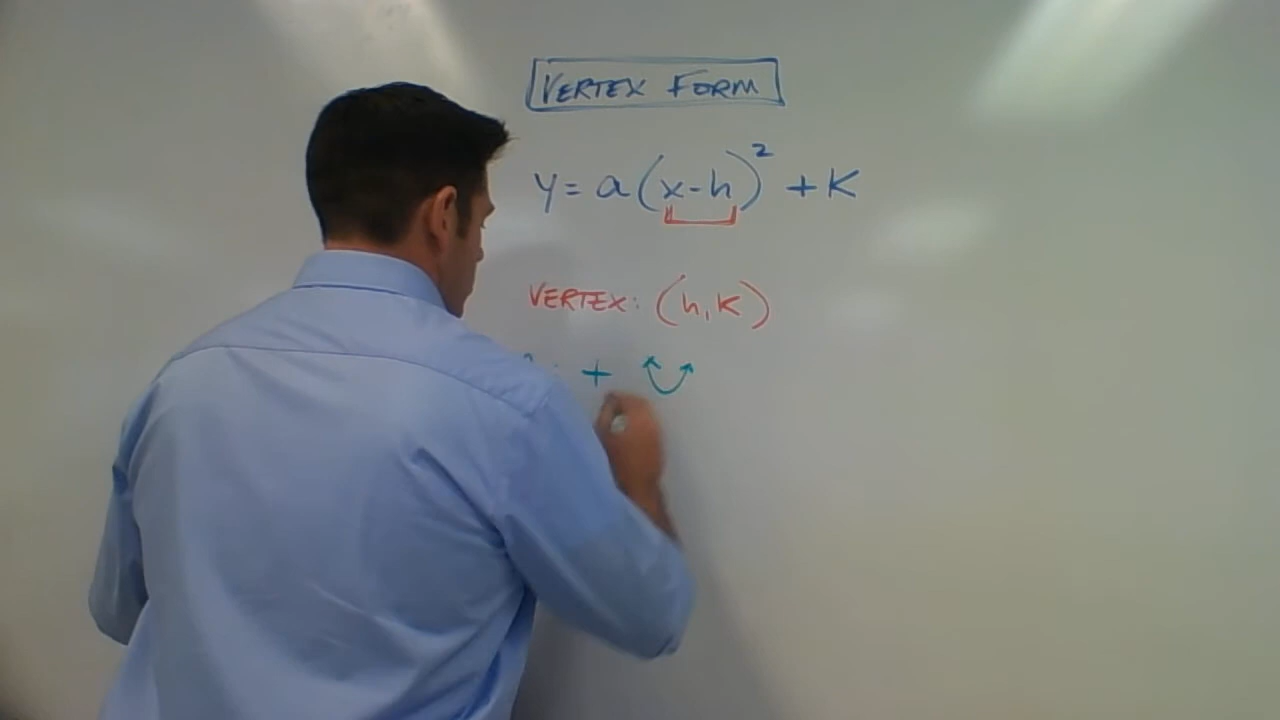 VERTEX FORM
y = a(x-h)² + K
VERTEX: (h, K)
: +